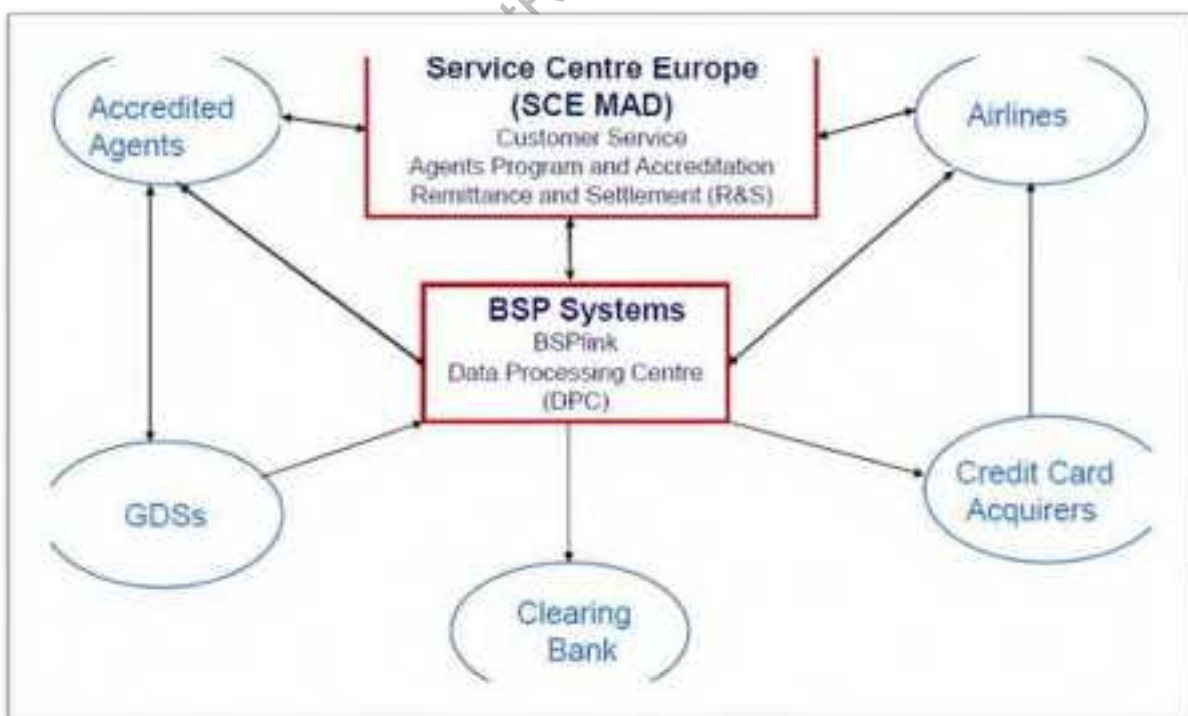 Service Centre Europe
(SCE MAD)
Customer Service
Agents Program and Accreditation
Remittance and Settlement (R&S)
Accredited
Agents
Airlines
BSP Systems
BSPlink
Data Processing Centre
(DPC)
GDSs
Credit Card
Acquirers
Clearing
Bank